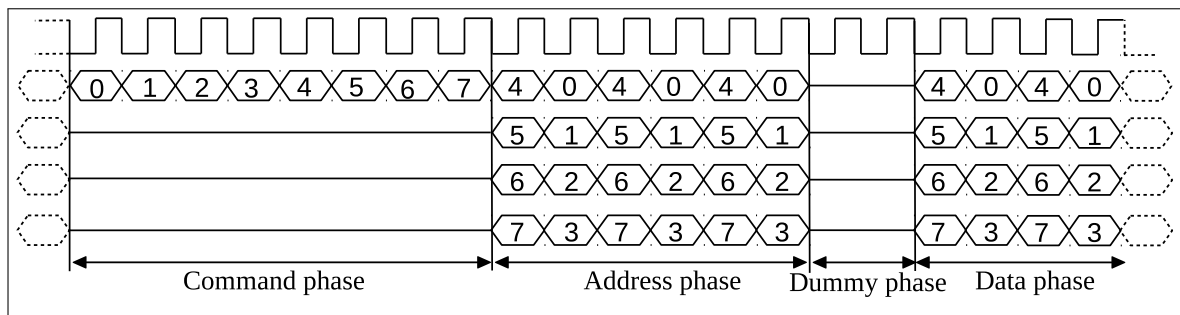 0 1 2 3 4 5 6 7 4 0 4 0 4 0 4 0 4 0
5 1 5 1 5 1 5 1 5 1
6 2 6 2 6 2 6 2 6 2
7 3 7 3 7 3 7 3 7 3
Command phase Address phase Dummy phase Data phase